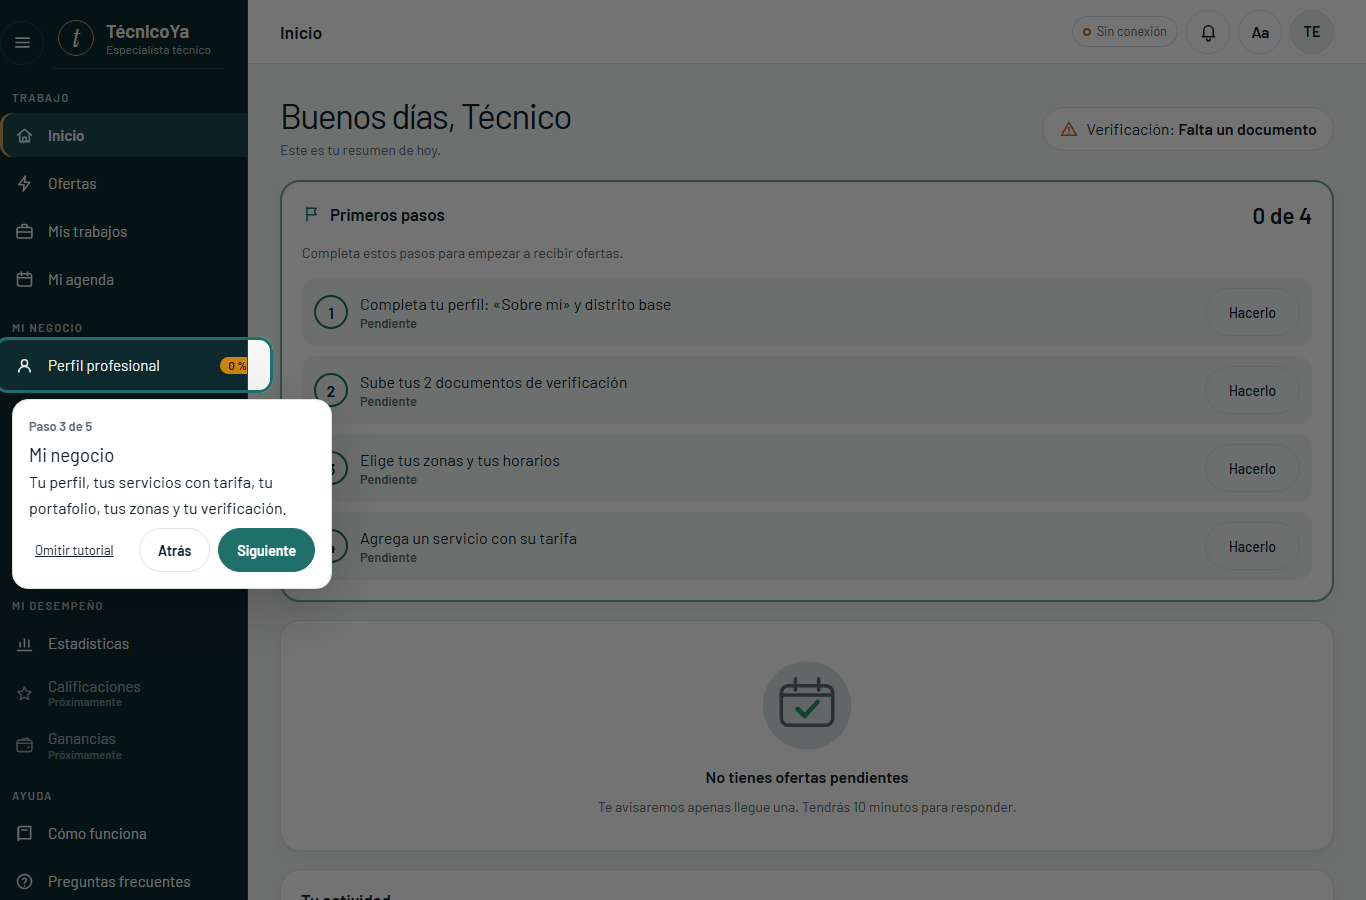 TécnicoYa
Especialista técnico
TRABAJO
Inicio
Ofertas
Mis trabajos
Mi agenda
MI NEGOCIO
Perfil profesional
0 %
Paso 3 de 5
Mi negocio
Tu perfil, tus servicios con tarifa, tu
portafolio, tus zonas y tu verificación.
Omitir tutorial
Atrás
Siguiente
MI DESEMPEÑO
Estadísticas
Calificaciones
Próximamente
Ganancias
Próximamente
AYUDA
Cómo funciona
Preguntas frecuentes
Inicio
Sin conexión
Aa
TE
Buenos días, Técnico
Este es tu resumen de hoy.
Verificación: Falta un documento
Primeros pasos
0 de 4
Completa estos pasos para empezar a recibir ofertas.
1
Completa tu perfil: «Sobre mí» y distrito base
Pendiente
Hacerlo
2
Sube tus 2 documentos de verificación
Pendiente
Hacerlo
Elige tus zonas y tus horarios
Pendiente
Hacerlo
Agrega un servicio con su tarifa
Pendiente
Hacerlo
No tienes ofertas pendientes
Te avisaremos apenas llegue una. Tendrás 10 minutos para responder.
Tu actividad